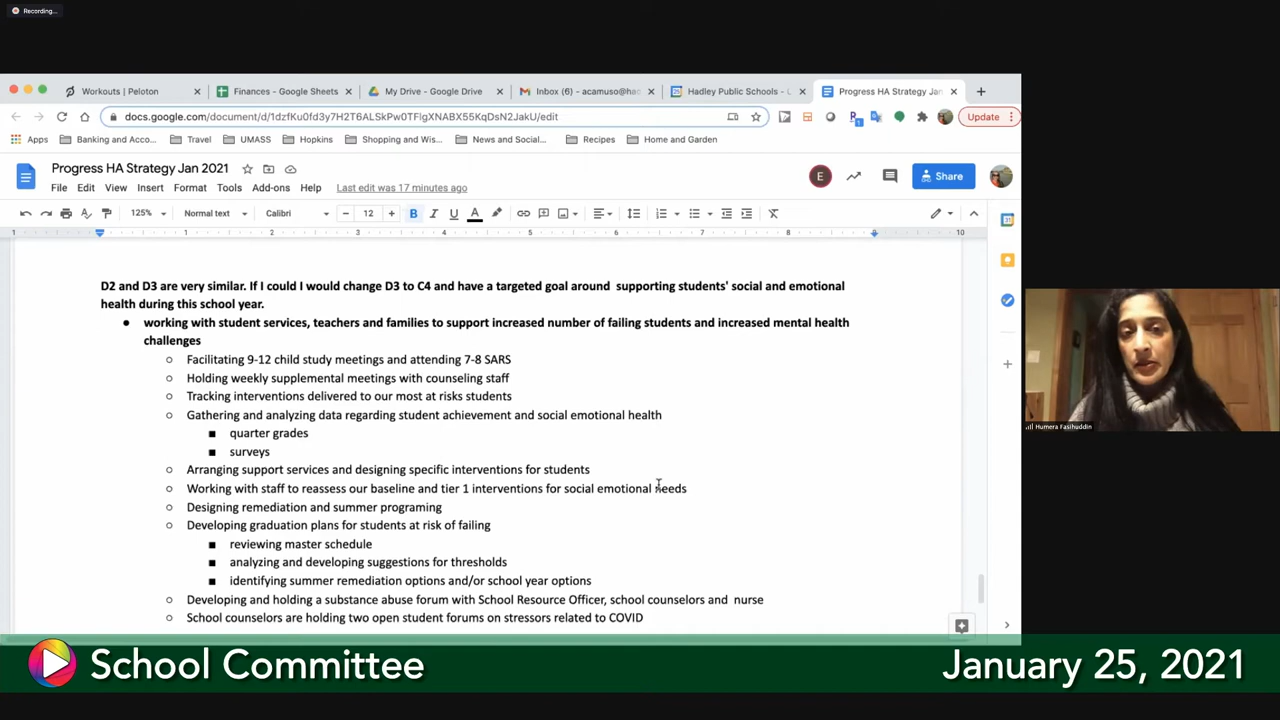 Recording...
Workouts | Peloton
Finances - Google Sheets
My Drive - Google Drive
Inbox (6) - acamuso@had
Hadley Public Schools - L
Progress HA Strategy Jan
docs.google.com/document/d/1dzfKu0fd3y7H2T6ALSkPw0TFlgXNABX55KqDsN2JakU/edit
Update
Apps
Banking and Acco...
Travel
UMASS
Hopkins
Shopping and Wis...
News and Social...
Recipes
Home and Garden
Progress HA Strategy Jan 2021
E
Share
File Edit View Insert Format Tools Add-ons Help Last edit was 17 minutes ago
125% Normal text Calibri 12 B I U A
1 1 2 3 4 5 6 7 8 10
D2 and D3 are very similar. If I could I would change D3 to C4 and have a targeted goal around supporting students' social and emotional
health during this school year.
working with student services, teachers and families to support increased number of failing students and increased mental health
challenges
Facilitating 9-12 child study meetings and attending 7-8 SARS
Holding weekly supplemental meetings with counseling staff
Tracking interventions delivered to our most at risks students
Gathering and analyzing data regarding student achievement and social emotional health
quarter grades
surveys
Arranging support services and designing specific interventions for students
Working with staff to reassess our baseline and tier 1 interventions for social emotional needs
Designing remediation and summer programing
Developing graduation plans for students at risk of failing
reviewing master schedule
analyzing and developing suggestions for thresholds
identifying summer remediation options and/or school year options
Developing and holding a substance abuse forum with School Resource Officer, school counselors and nurse
School counselors are holding two open student forums on stressors related to COVID
Humera Fasihuddin
School Committee
January 25, 2021